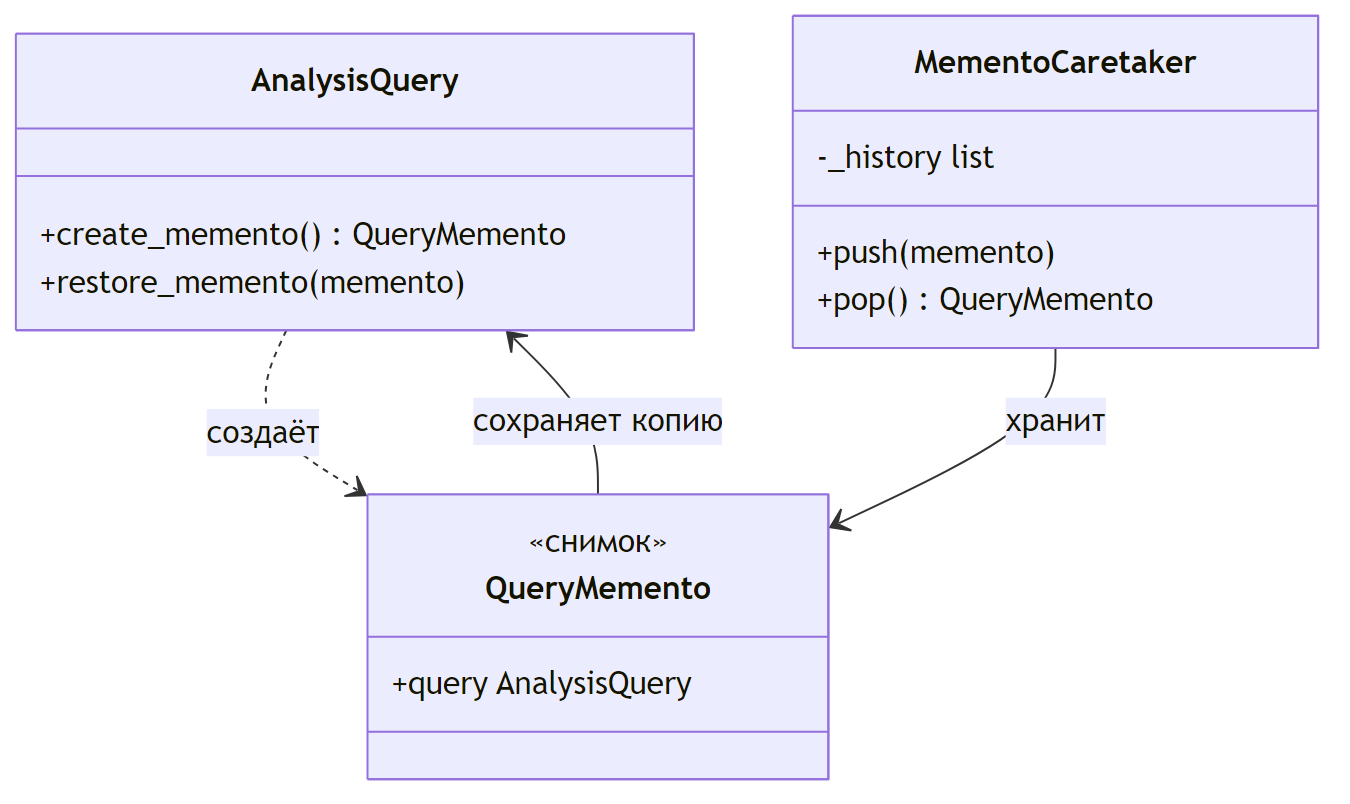 AnalysisQuery
+create_memento() : QueryMemento
+restore_memento(memento)
MementoCaretaker
-_history list
+push(memento)
+pop() : QueryMemento
создаёт
сохраняет копию
хранит
«снимок»
QueryMemento
+query AnalysisQuery